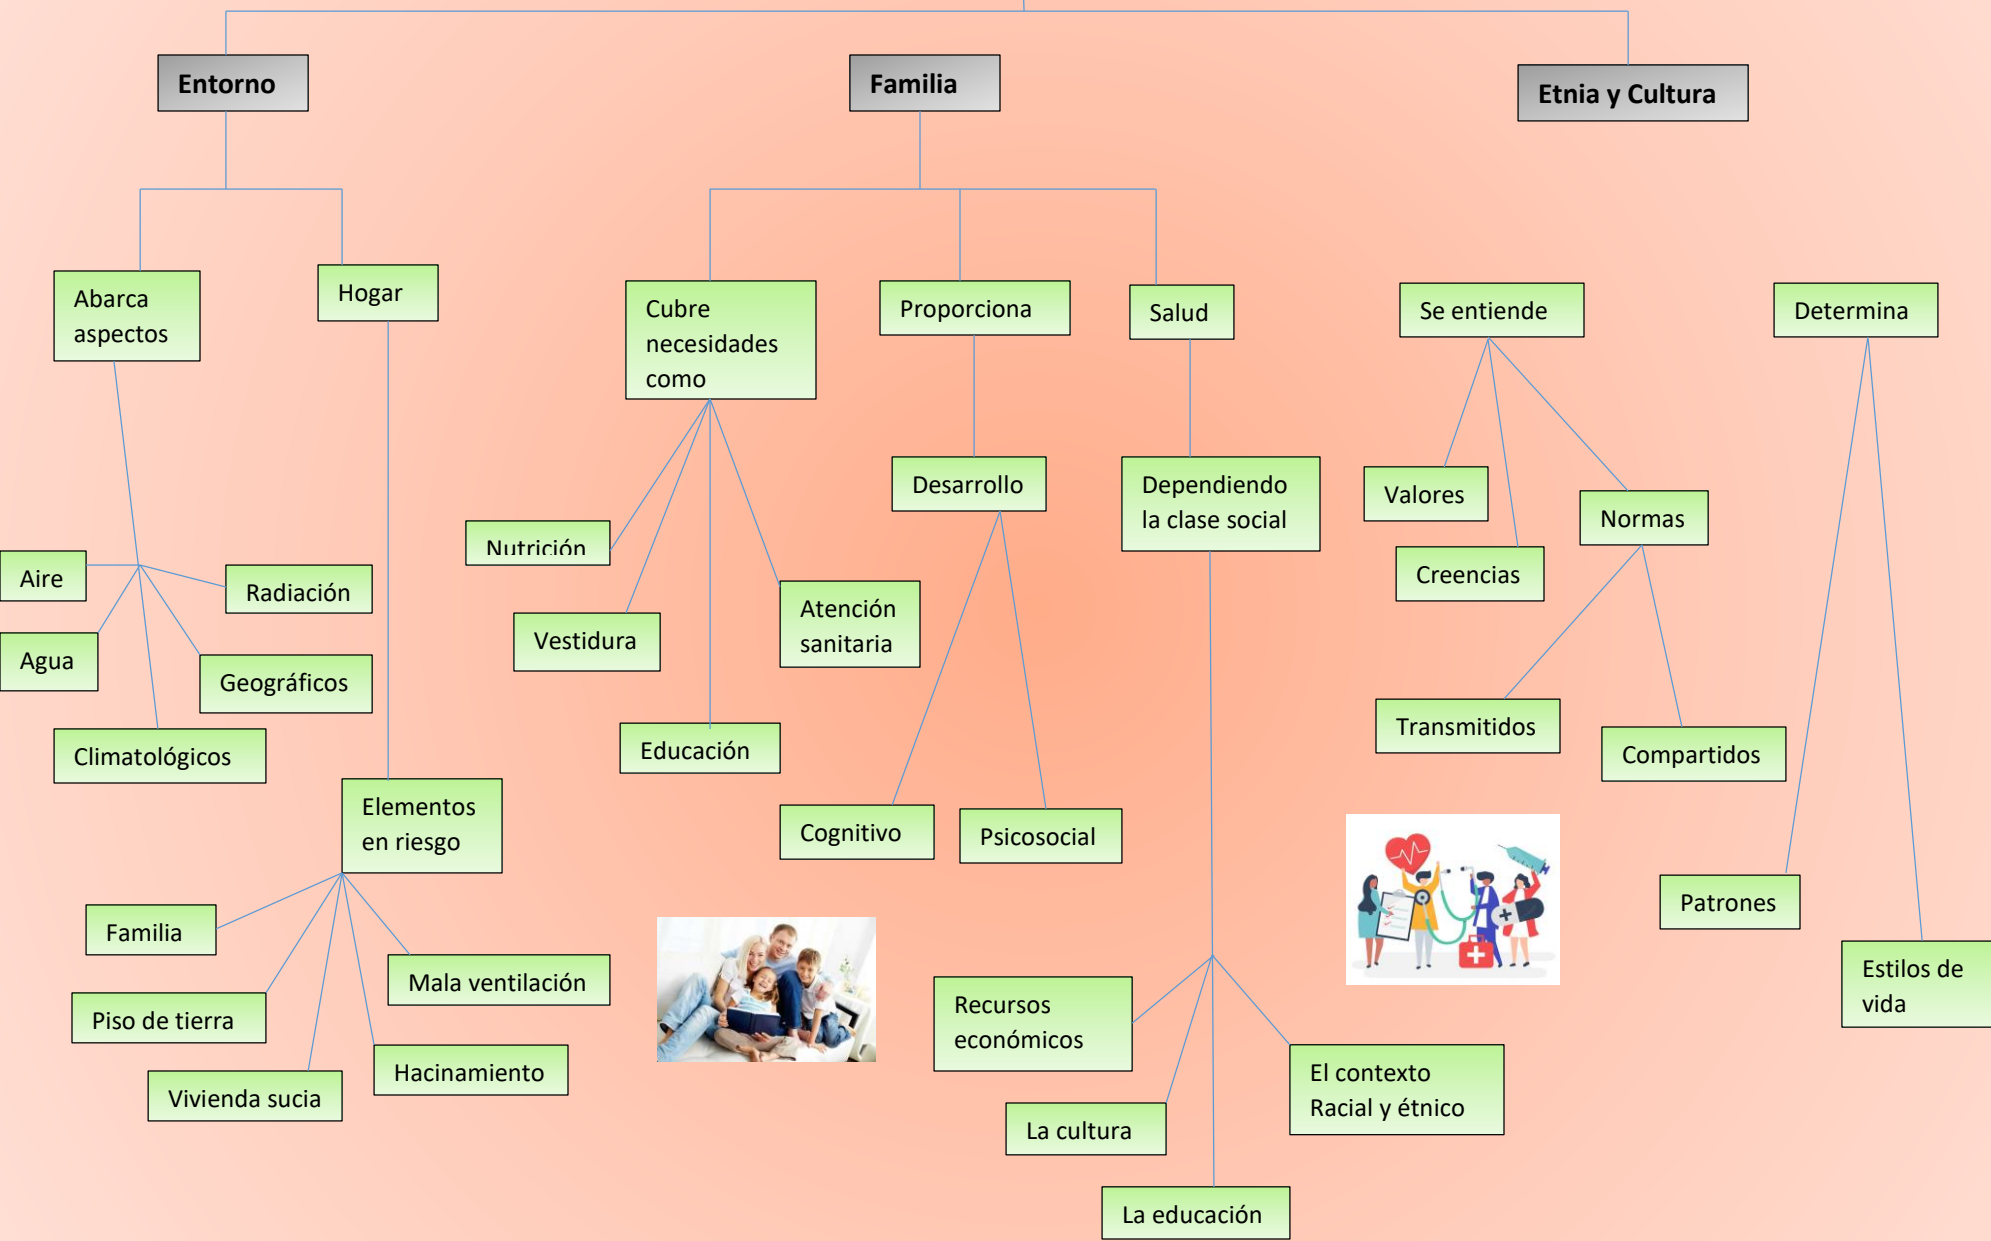 Entorno
Familia
Etnia y Cultura
Abarca
aspectos
Hogar
Cubre
necesidades
como
Proporciona
Salud
Se entiende
Determina
Desarrollo
Dependiendo
la clase social
Valores
Normas
Nutrición
Creencias
Aire
Radiación
Atención
sanitaria
Vestidura
Agua
Geográficos
Transmitidos
Compartidos
Climatológicos
Educación
Elementos
en riesgo
Cognitivo
Psicosocial
Patrones
Familia
Mala ventilación
Estilos de
vida
Piso de tierra
Recursos
económicos
Hacinamiento
Vivienda sucia
El contexto
Racial y étnico
La cultura
La educación